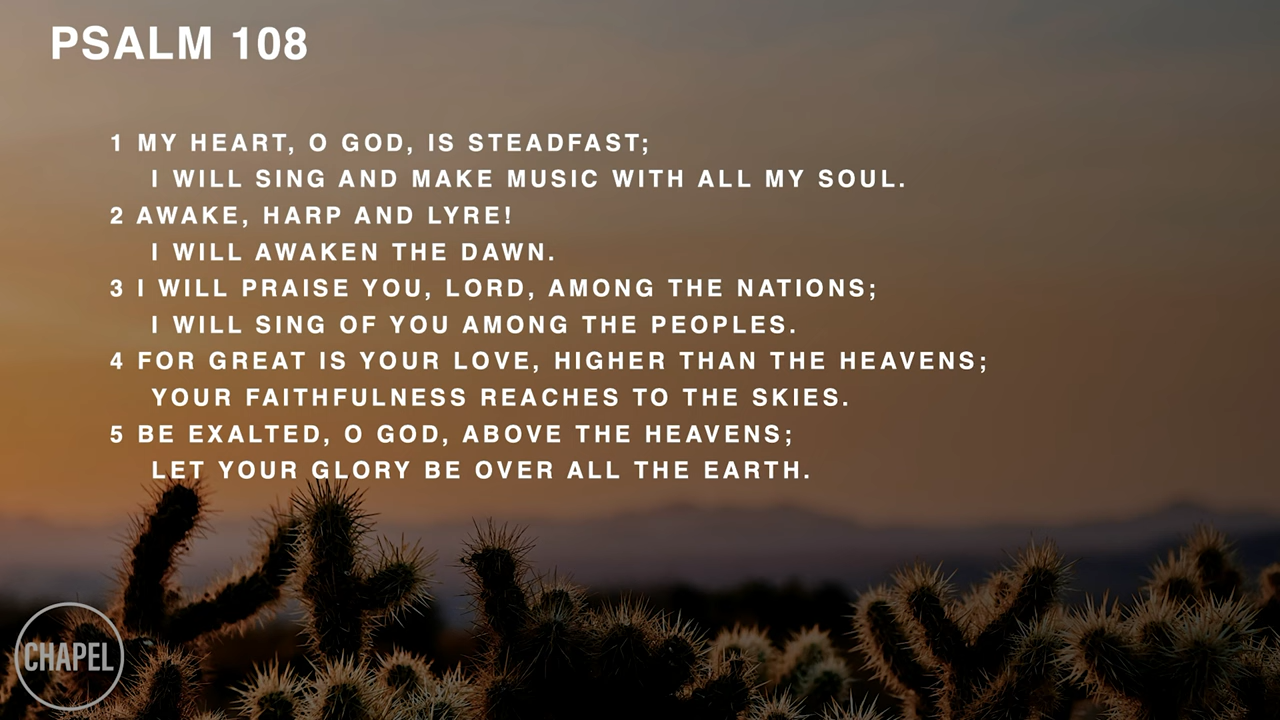 PSALM 108
1 MY HEART, O GOD, IS STEADFAST;
I WILL SING AND MAKE MUSIC WITH ALL MY SOUL.
2 AWAKE, HARP AND LYRE!
I WILL AWAKEN THE DAWN.
3 I WILL PRAISE YOU, LORD, AMONG THE NATIONS;
I WILL SING OF YOU AMONG THE PEOPLES.
4 FOR GREAT IS YOUR LOVE, HIGHER THAN THE HEAVENS;
YOUR FAITHFULNESS REACHES TO THE SKIES.
5 BE EXALTED, O GOD, ABOVE THE HEAVENS;
LET YOUR GLORY BE OVER ALL THE EARTH.
CHAPEL